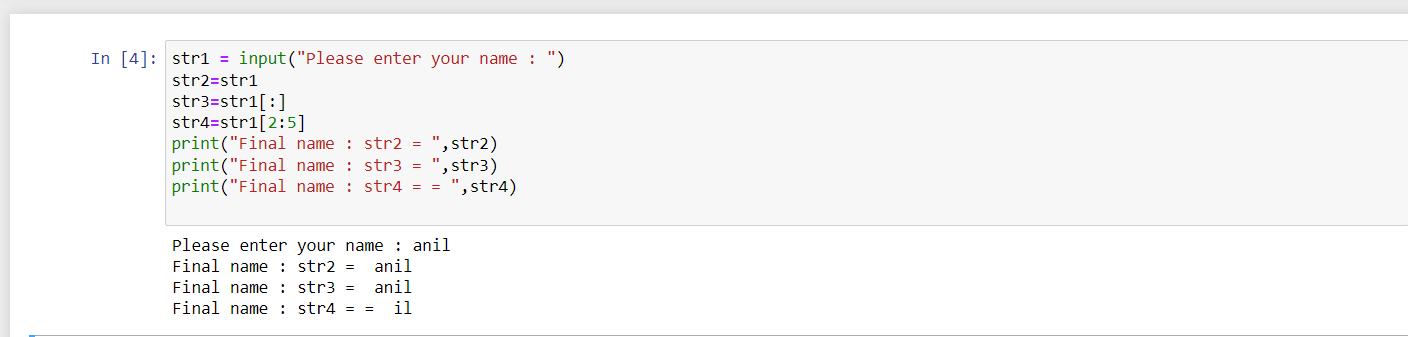 In [4]: str1 = input("Please enter your name : ")
str2=str1
str3=str1[:]
str4=str1[2:5]
print("Final name : str2 = ",str2)
print("Final name : str3 = ",str3)
print("Final name : str4 = = ",str4)
Please enter your name : anil
Final name : str2 =  anil
Final name : str3 =  anil
Final name : str4 = =  il